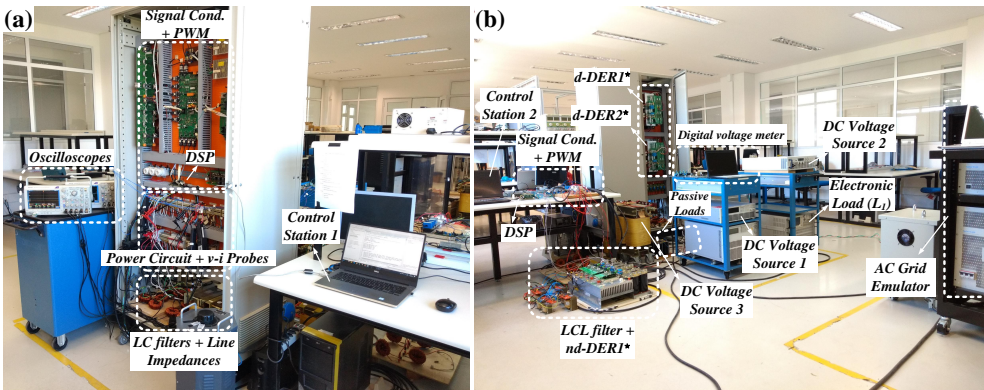 (a)
Signal Cond.
+ PWM
Oscilloscopes
DSP
Control
Station 1
Power Circuit + v-i Probes
LC filters + Line
Impedances
(b)
d-DER1*
Control
Station 2
d-DER2*
Signal Cond.
+ PWM
Digital voltage meter
DC Voltage
Source 2
Passive
Loads
Electronic
Load (L1)
DSP
DC Voltage
Source 1
AC Grid
Emulator
DC Voltage
Source 3
LCL filter +
nd-DER1*